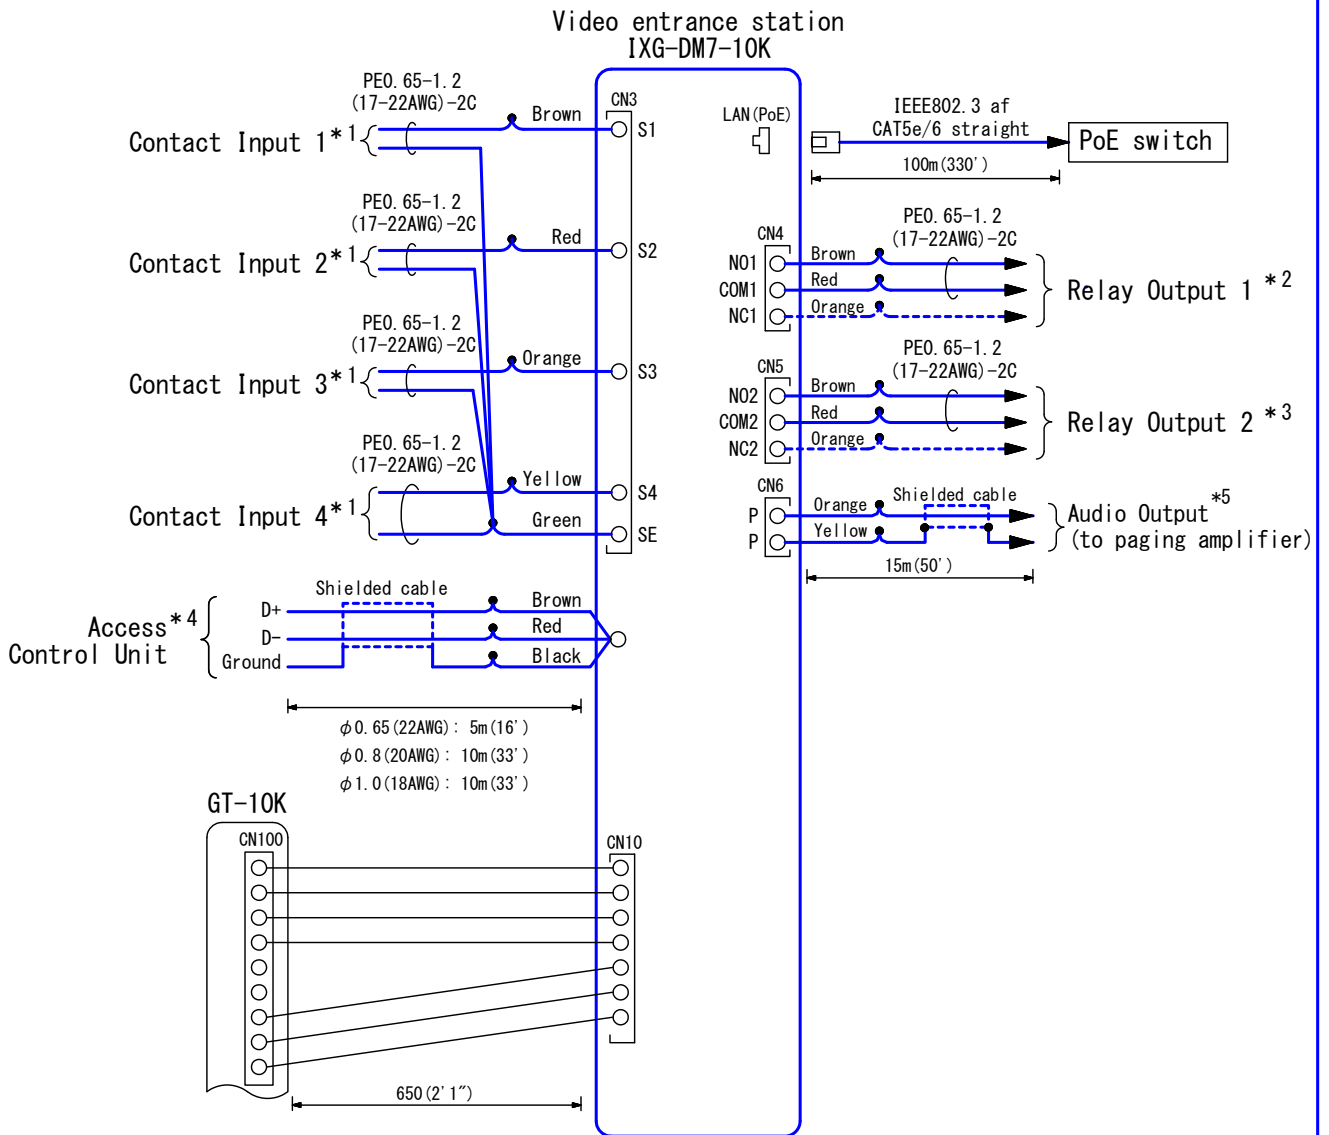 Video entrance station
IXG-DM7-10K
PE0.65-1.2
(17-22AWG)-2C
Contact Input 1*1
Brown
CN3
S1
PE0.65-1.2
(17-22AWG)-2C
Contact Input 2*1
Red
S2
PE0.65-1.2
(17-22AWG)-2C
Contact Input 3*1
Orange
S3
PE0.65-1.2
(17-22AWG)-2C
Contact Input 4*1
Yellow
S4
Green
SE
LAN(PoE)
IEEE802.3 af
CAT5e/6 straight
PoE switch
100m(330')
PE0.65-1.2
(17-22AWG)-2C
CN4
NO1
Brown
COM1
Red
NC1
Orange
Relay Output 1 *2
PE0.65-1.2
(17-22AWG)-2C
CN5
NO2
Brown
COM2
Red
NC2
Orange
Relay Output 2 *3
CN6
P
Orange
Shielded cable
P
Yellow
Audio Output*5
(to paging amplifier)
15m(50')
Access*4
Control Unit
Shielded cable
D+
Brown
D-
Red
Ground
Black
φ0.65(22AWG): 5m(16')
φ0.8(20AWG): 10m(33')
φ1.0(18AWG): 10m(33')
GT-10K
CN100
CN10
650(2'1")